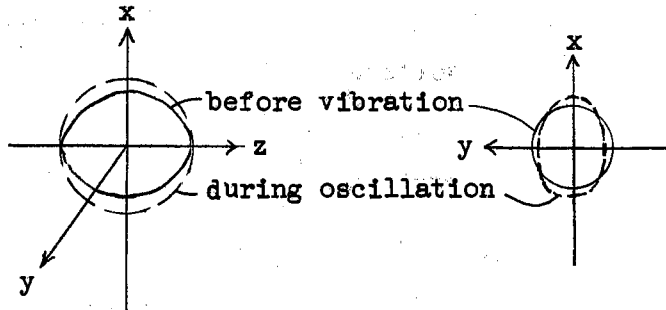 x
x
before vibration
z
y
during oscillation
y